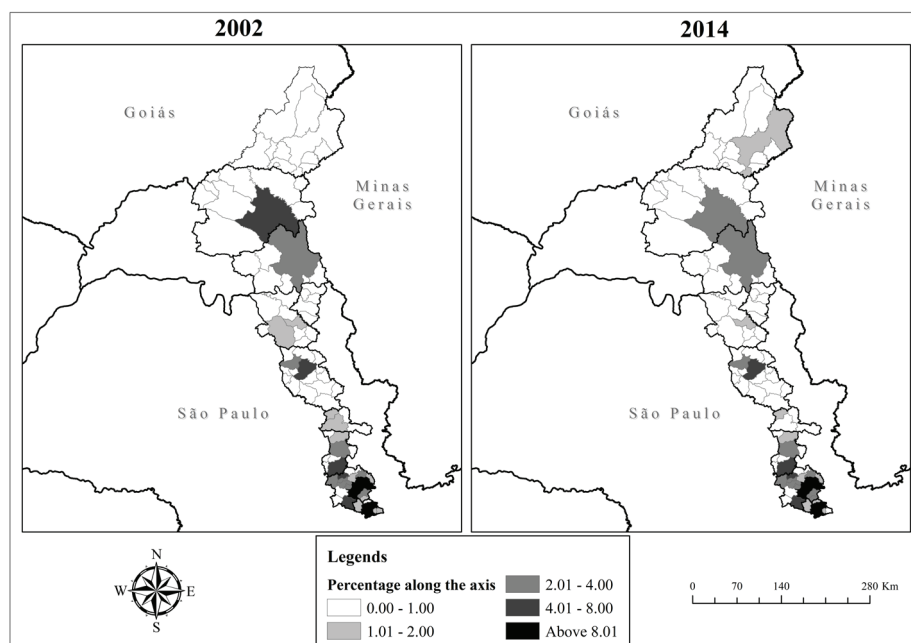 2002
2014
Goiás
Minas
Gerais
São Paulo
Goiás
Minas
Gerais
São Paulo
N
W
E
S
Legends
Percentage along the axis
0.00 - 1.00
1.01 - 2.00
2.01 - 4.00
4.01 - 8.00
Above 8.01
0 70 140 280 Km